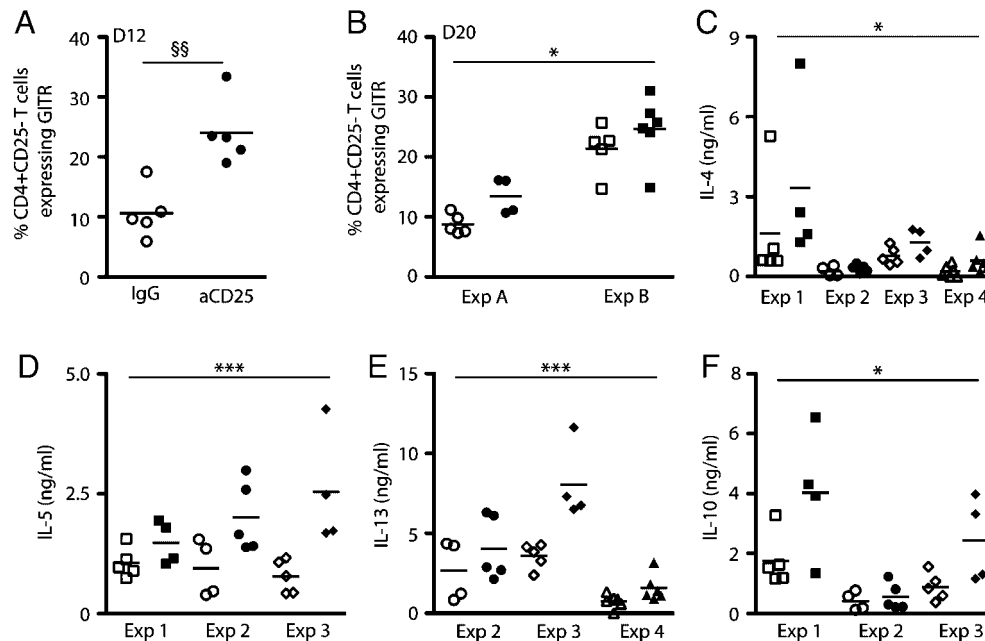 A
D12
% CD4+CD25- T cells
expressing GITR
40
30
20
10
0
§§
IgG
aCD25
B
D20
% CD4+CD25- T cells
expressing GITR
40
30
20
10
0
*
Exp A
Exp B
C
IL-4 (ng/ml)
9
6
3
0
*
Exp 1
Exp 2
Exp 3
Exp 4
D
IL-5 (ng/ml)
5.0
2.5
0
***
Exp 1
Exp 2
Exp 3
E
IL-13 (ng/ml)
15
10
5
0
***
Exp 2
Exp 3
Exp 4
F
IL-10 (ng/ml)
8
6
4
2
0
*
Exp 1
Exp 2
Exp 3